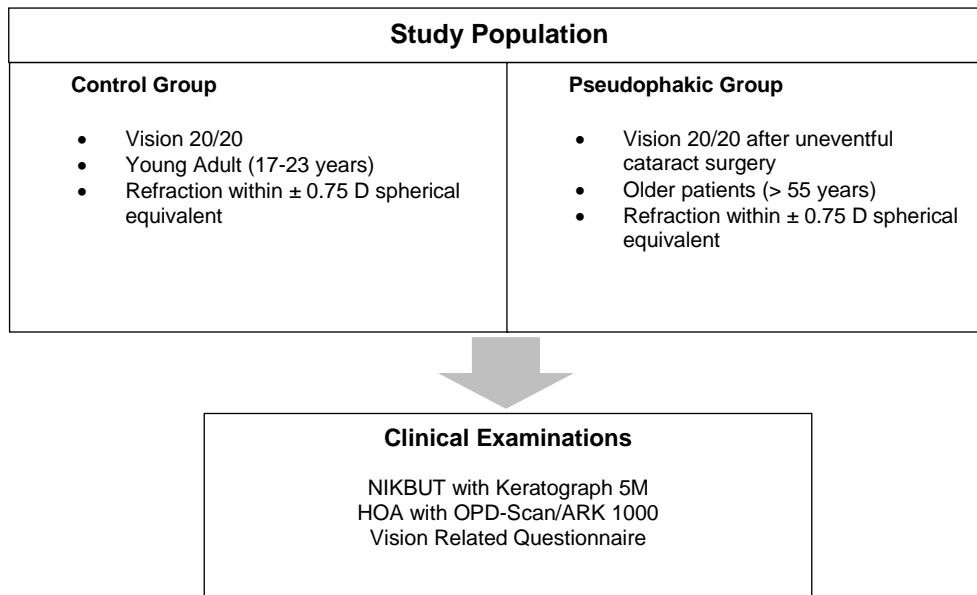 Study Population
Control Group
• Vision 20/20
• Young Adult (17-23 years)
• Refraction within ± 0.75 D spherical
equivalent
Pseudophakic Group
• Vision 20/20 after uneventful
cataract surgery
• Older patients (> 55 years)
• Refraction within ± 0.75 D spherical
equivalent
Clinical Examinations
NIKBUT with Keratograph 5M
HOA with OPD-Scan/ARK 1000
Vision Related Questionnaire